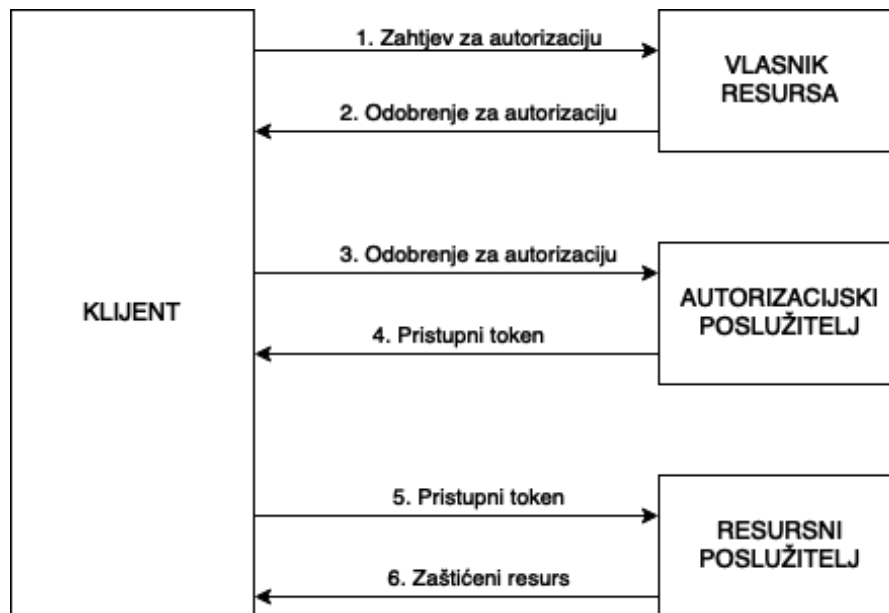 1. Zahtjev za autorizaciju
VLASNIK
RESURSA
2. Odobrenje za autorizaciju
3. Odobrenje za autorizaciju
KLIJENT
AUTORIZACIJSKI
POSLUŽITELJ
4. Pristupni token
5. Pristupni token
RESURSNI
POSLUŽITELJ
6. Zaštićeni resurs